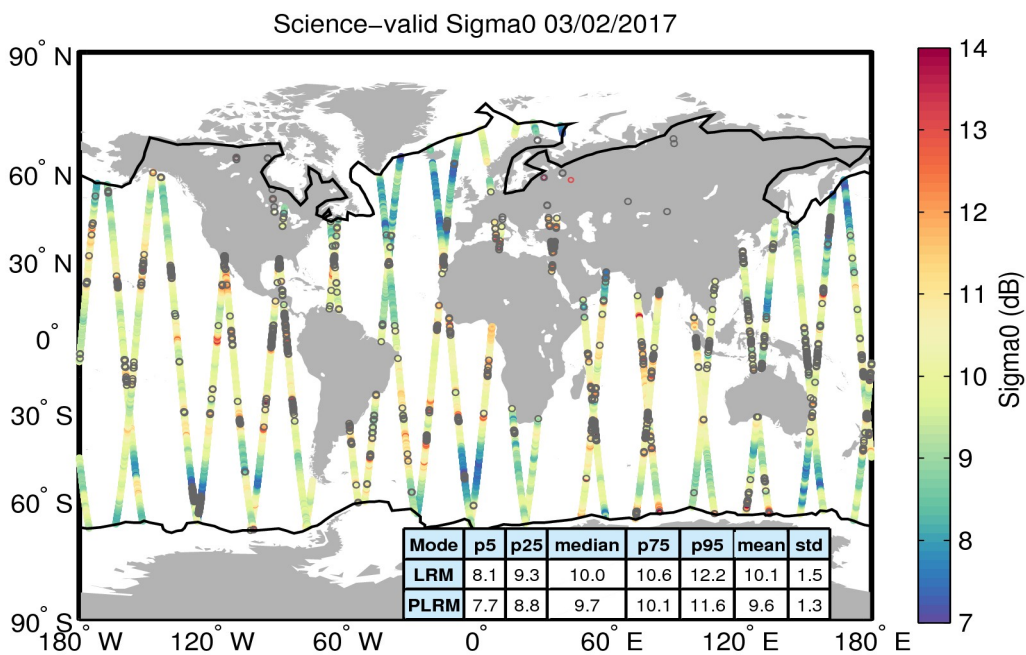 Science−valid Sigma0 03/02/2017
90° N
60° N
30° N
0°
30° S
60° S
90° S
180° W 120° W 60° W 0° 60° E 120° E 180° E
14
13
12
11
10
9
8
7
Sigma0 (dB)
Mode p5 p25 median p75 p95 mean std
LRM 8.1 9.3 10.0 10.6 12.2 10.1 1.5
PLRM 7.7 8.8 9.7 10.1 11.6 9.6 1.3